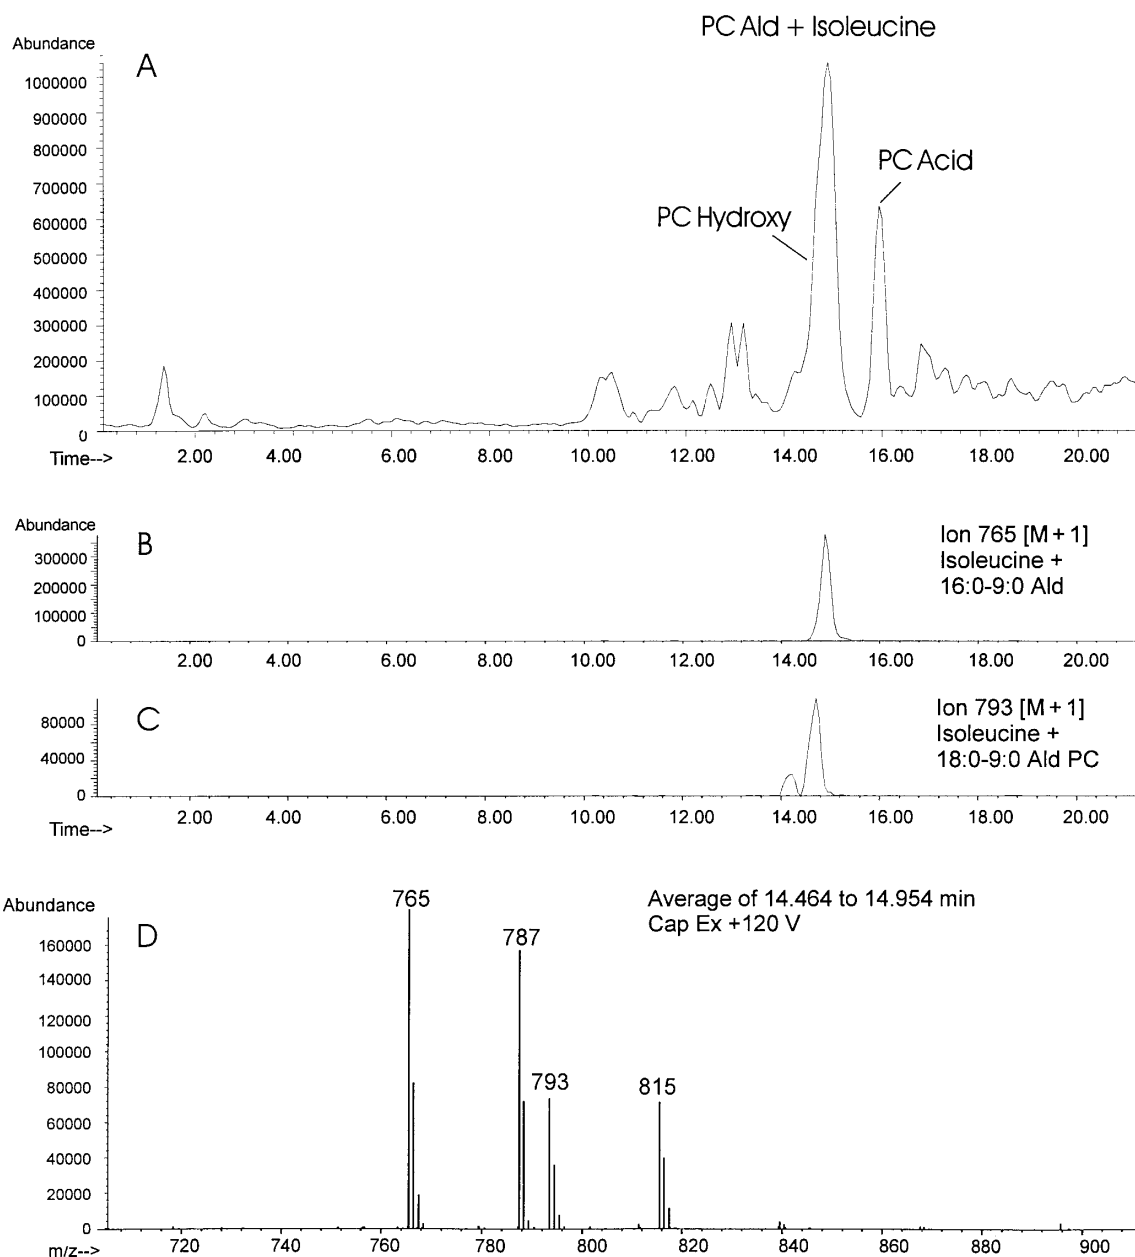 PC Ald + Isoleucine
Abundance
A
1000000
900000
800000
700000
600000
500000
400000
300000
200000
100000
0
PC Acid
PC Hydroxy
Time--> 2.00 4.00 6.00 8.00 10.00 12.00 14.00 16.00 18.00 20.00
Abundance
B
300000
200000
100000
0
Ion 765 [M + 1]
Isoleucine +
16:0-9:0 Ald
2.00 4.00 6.00 8.00 10.00 12.00 14.00 16.00 18.00 20.00
C
80000
40000
0
Ion 793 [M + 1]
Isoleucine +
18:0-9:0 Ald PC
Time--> 2.00 4.00 6.00 8.00 10.00 12.00 14.00 16.00 18.00 20.00
Abundance
D
160000
140000
120000
100000
80000
60000
40000
20000
0
765
787
793
815
Average of 14.464 to 14.954 min
Cap Ex +120 V
m/z--> 720 740 760 780 800 820 840 860 880 900